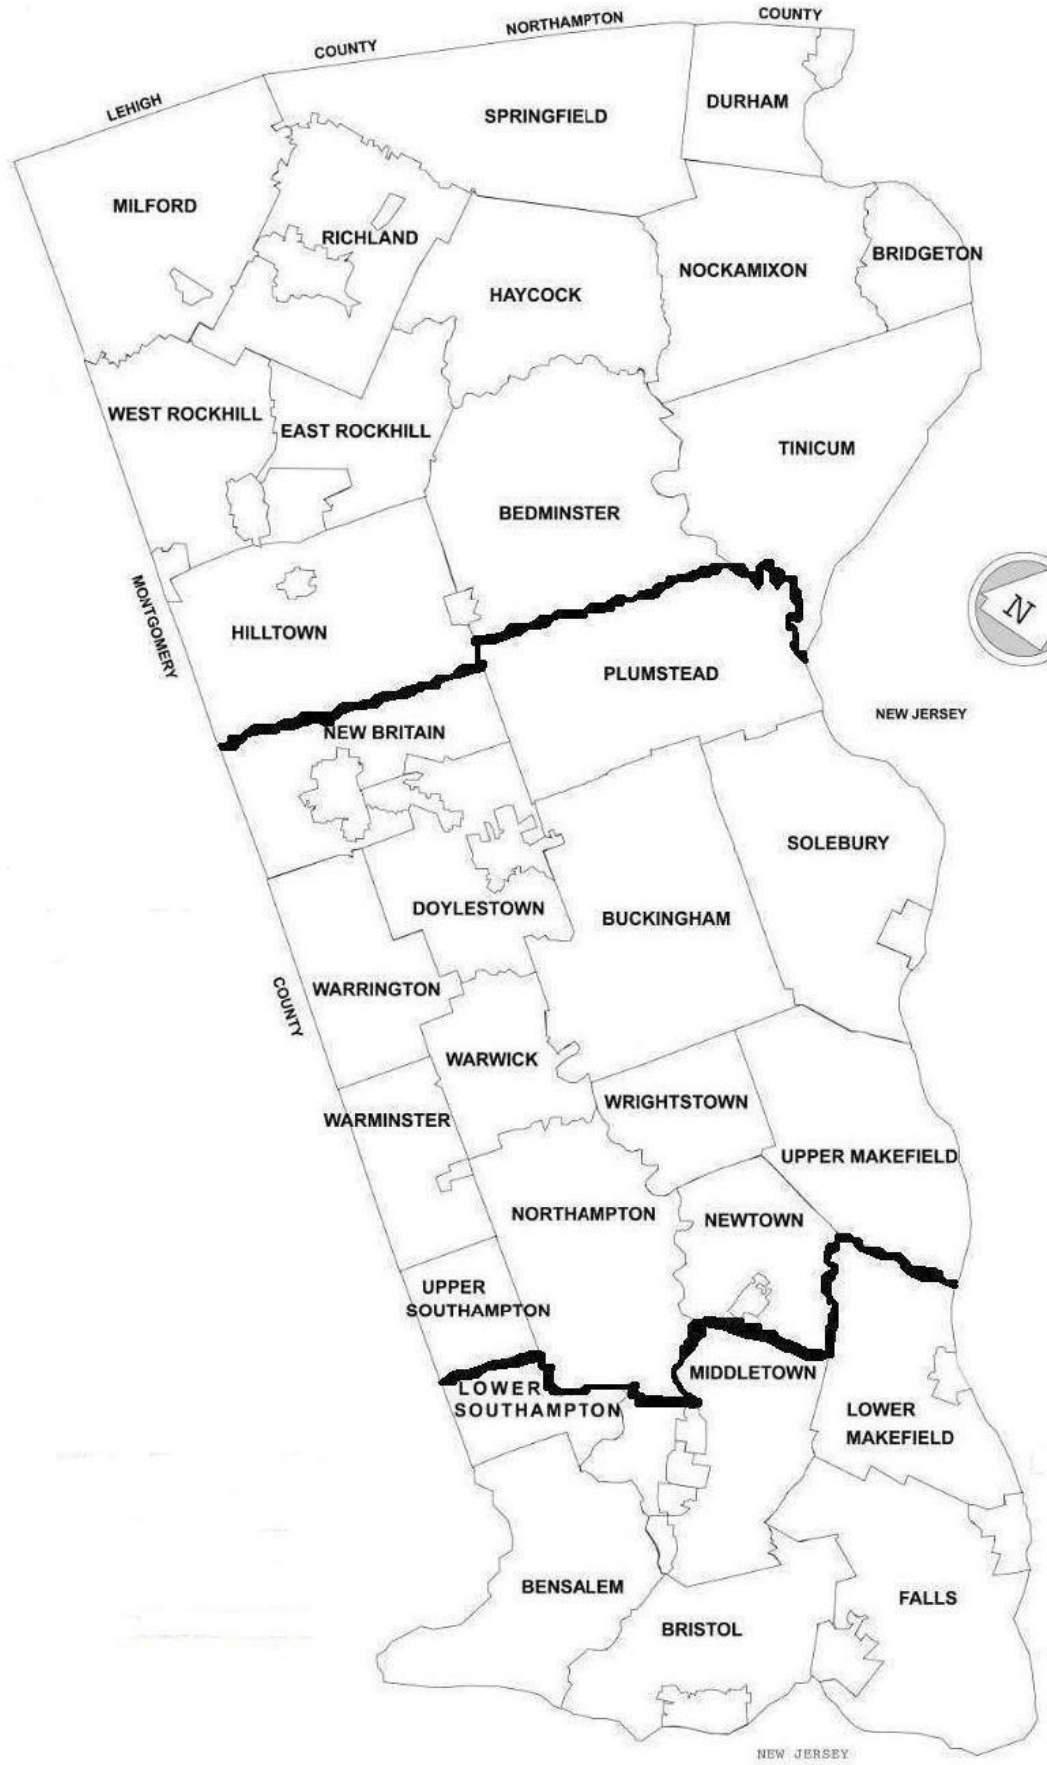 NORTHAMPTON
COUNTY
COUNTY
LEHIGH
DURHAM
SPRINGFIELD
MILFORD
RICHLAND
BRIDGETON
NOCKAMIXON
HAYCOCK
WEST ROCKHILL
EAST ROCKHILL
TINICUM
BEDMINSTER
MONTGOMERY
N
HILLTOWN
PLUMSTEAD
NEW JERSEY
NEW BRITAIN
SOLEBURY
DOYLESTOWN
BUCKINGHAM
WARRINGTON
COUNTY
WARWICK
WRIGHTSTOWN
WARMINSTER
UPPER MAKEFIELD
NORTHAMPTON
NEWTOWN
UPPER
SOUTHAMPTON
MIDDLETOWN
LOWER
SOUTHAMPTON
LOWER
MAKEFIELD
BENSALEM
FALLS
BRISTOL
NEW JERSEY